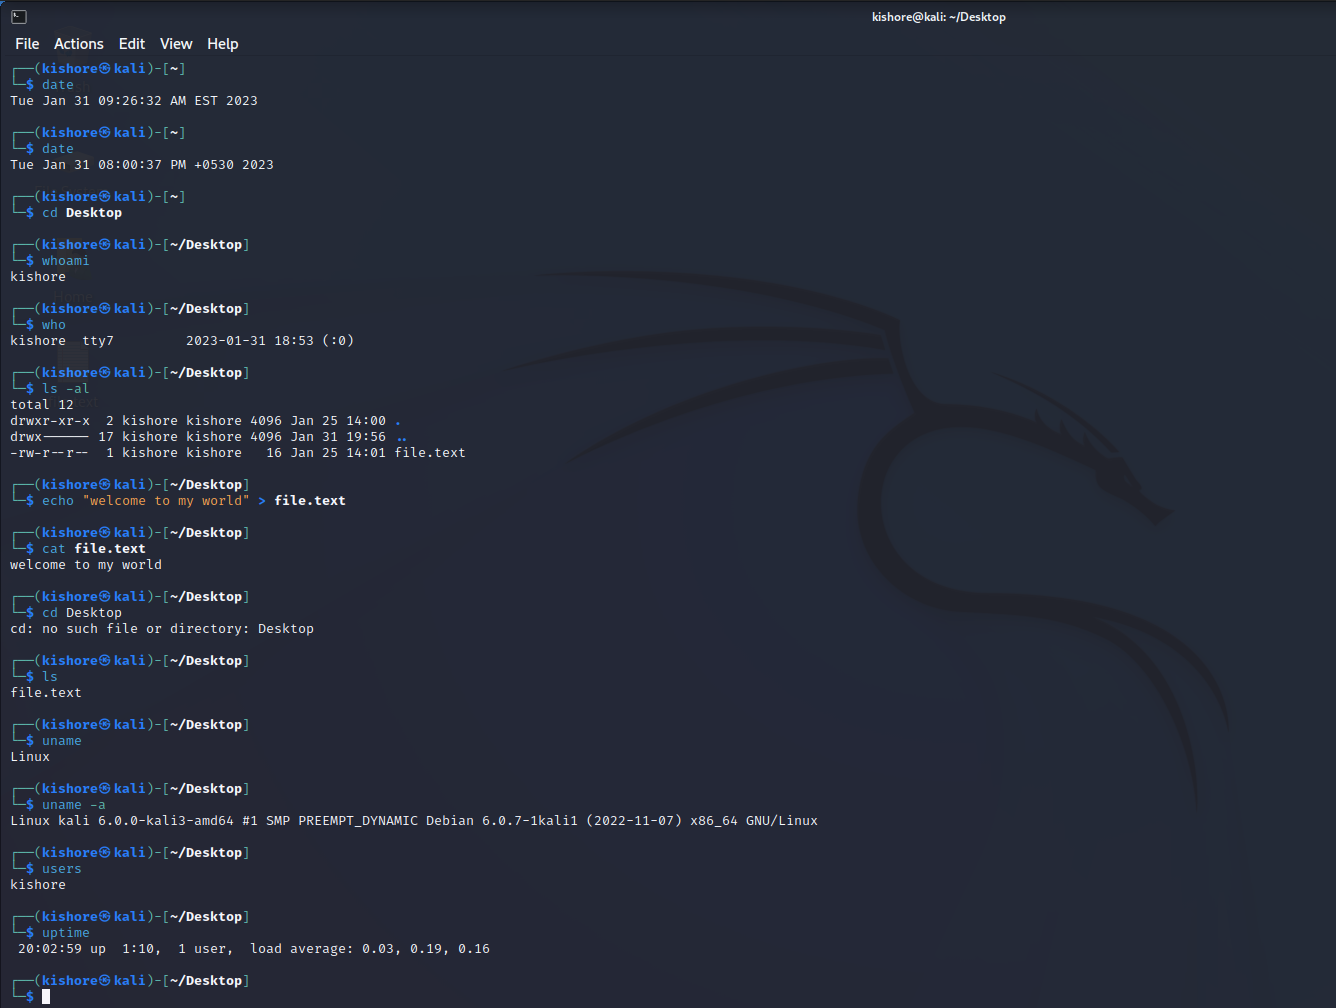 kishore@kali: ~/Desktop
File Actions Edit View Help
┌──(kishore㉿kali)-[~]
└─$ date
Tue Jan 31 09:26:32 AM EST 2023
┌──(kishore㉿kali)-[~]
└─$ date
Tue Jan 31 08:00:37 PM +0530 2023
┌──(kishore㉿kali)-[~]
└─$ cd Desktop
┌──(kishore㉿kali)-[~/Desktop]
└─$ whoami
kishore
┌──(kishore㉿kali)-[~/Desktop]
└─$ who
kishore  tty7         2023-01-31 18:53 (:0)
┌──(kishore㉿kali)-[~/Desktop]
└─$ ls -al
total 12
drwxr-xr-x  2 kishore kishore 4096 Jan 25 14:00 .
drwx------ 17 kishore kishore 4096 Jan 31 19:56 ..
-rw-r--r--  1 kishore kishore   16 Jan 25 14:01 file.text
┌──(kishore㉿kali)-[~/Desktop]
└─$ echo "welcome to my world" > file.text
┌──(kishore㉿kali)-[~/Desktop]
└─$ cat file.text
welcome to my world
┌──(kishore㉿kali)-[~/Desktop]
└─$ cd Desktop
cd: no such file or directory: Desktop
┌──(kishore㉿kali)-[~/Desktop]
└─$ ls
file.text
┌──(kishore㉿kali)-[~/Desktop]
└─$ uname
Linux
┌──(kishore㉿kali)-[~/Desktop]
└─$ uname -a
Linux kali 6.0.0-kali3-amd64 #1 SMP PREEMPT_DYNAMIC Debian 6.0.7-1kali1 (2022-11-07) x86_64 GNU/Linux
┌──(kishore㉿kali)-[~/Desktop]
└─$ users
kishore
┌──(kishore㉿kali)-[~/Desktop]
└─$ uptime
 20:02:59 up  1:10,  1 user,  load average: 0.03, 0.19, 0.16
┌──(kishore㉿kali)-[~/Desktop]
└─$